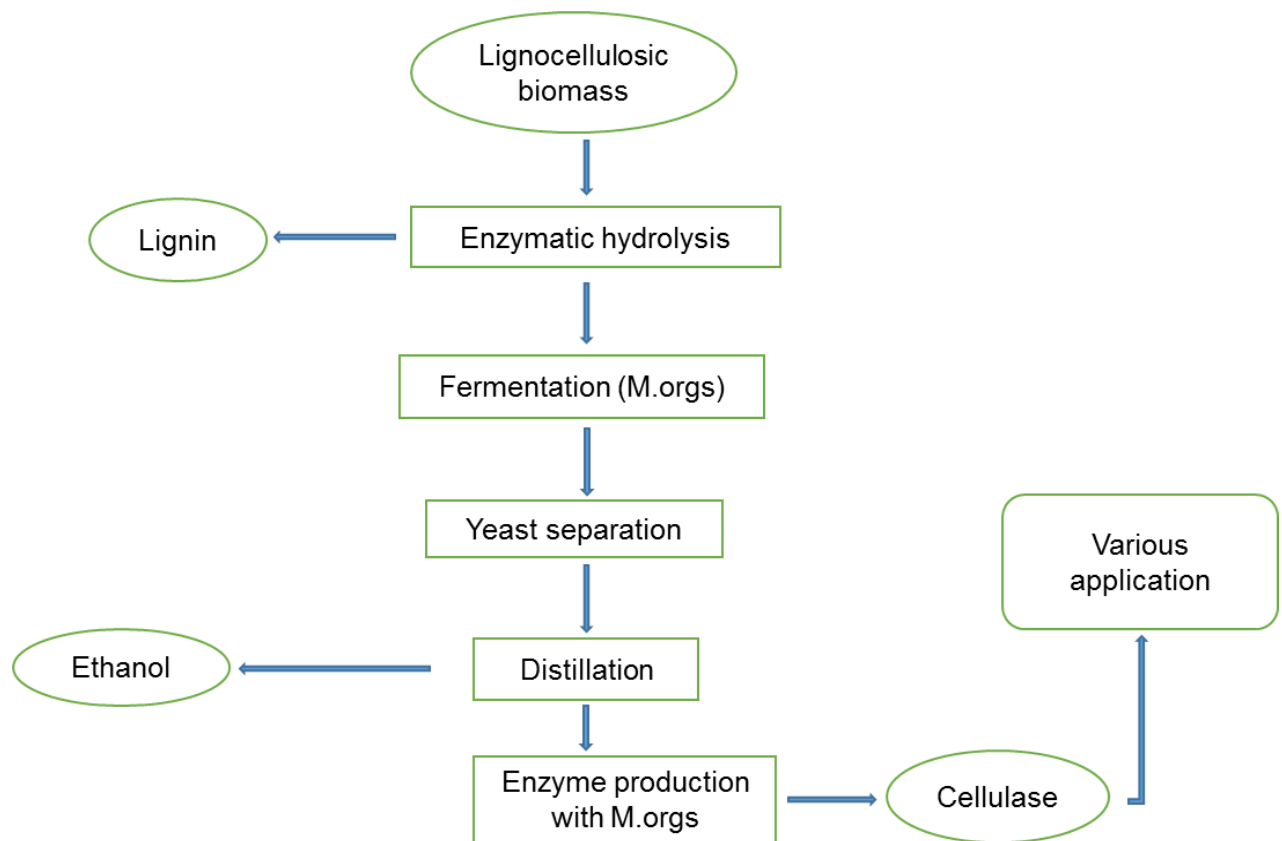 Lignocellulosic
biomass
Lignin
Enzymatic hydrolysis
Fermentation (M.orgs)
Yeast separation
Various
application
Ethanol
Distillation
Enzyme production
with M.orgs
Cellulase